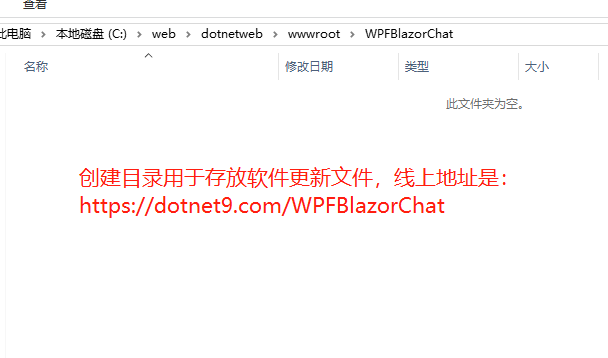 查看
此电脑 > 本地磁盘 (C:) > web > dotnetweb > wwwroot > WPFBlazorChat
名称 修改日期 类型 大小
此文件夹为空。
创建目录用于存放软件更新文件，线上地址是：
https://dotnet9.com/WPFBlazorChat